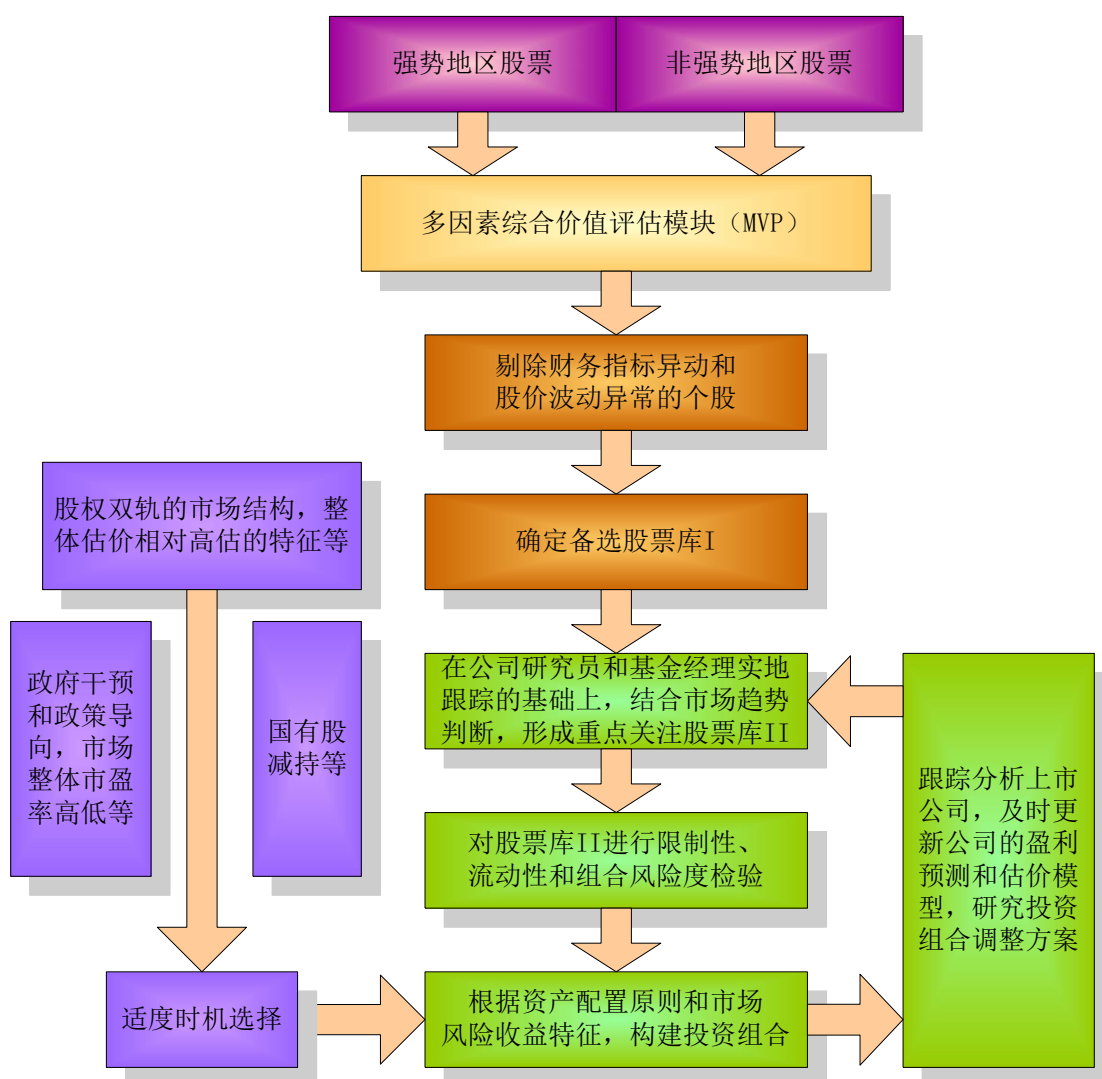 强势地区股票
非强势地区股票
多因素综合价值评估模块（MVP）
剔除财务指标异动和
股价波动异常的个股
确定备选股票库I
股权双轨的市场结构，整
体估价相对高估的特征等
政府干预
和政策导
向，市场
整体市盈
率高低等
国有股
减持等
适度时机选择
在公司研究员和基金经理实地
跟踪的基础上，结合市场趋势
判断，形成重点关注股票库II
对股票库II进行限制性、
流动性和组合风险度检验
根据资产配置原则和市场
风险收益特征，构建投资组合
跟踪分析上市
公司，及时更
新公司的盈利
预测和估价模
型，研究投资
组合调整方案